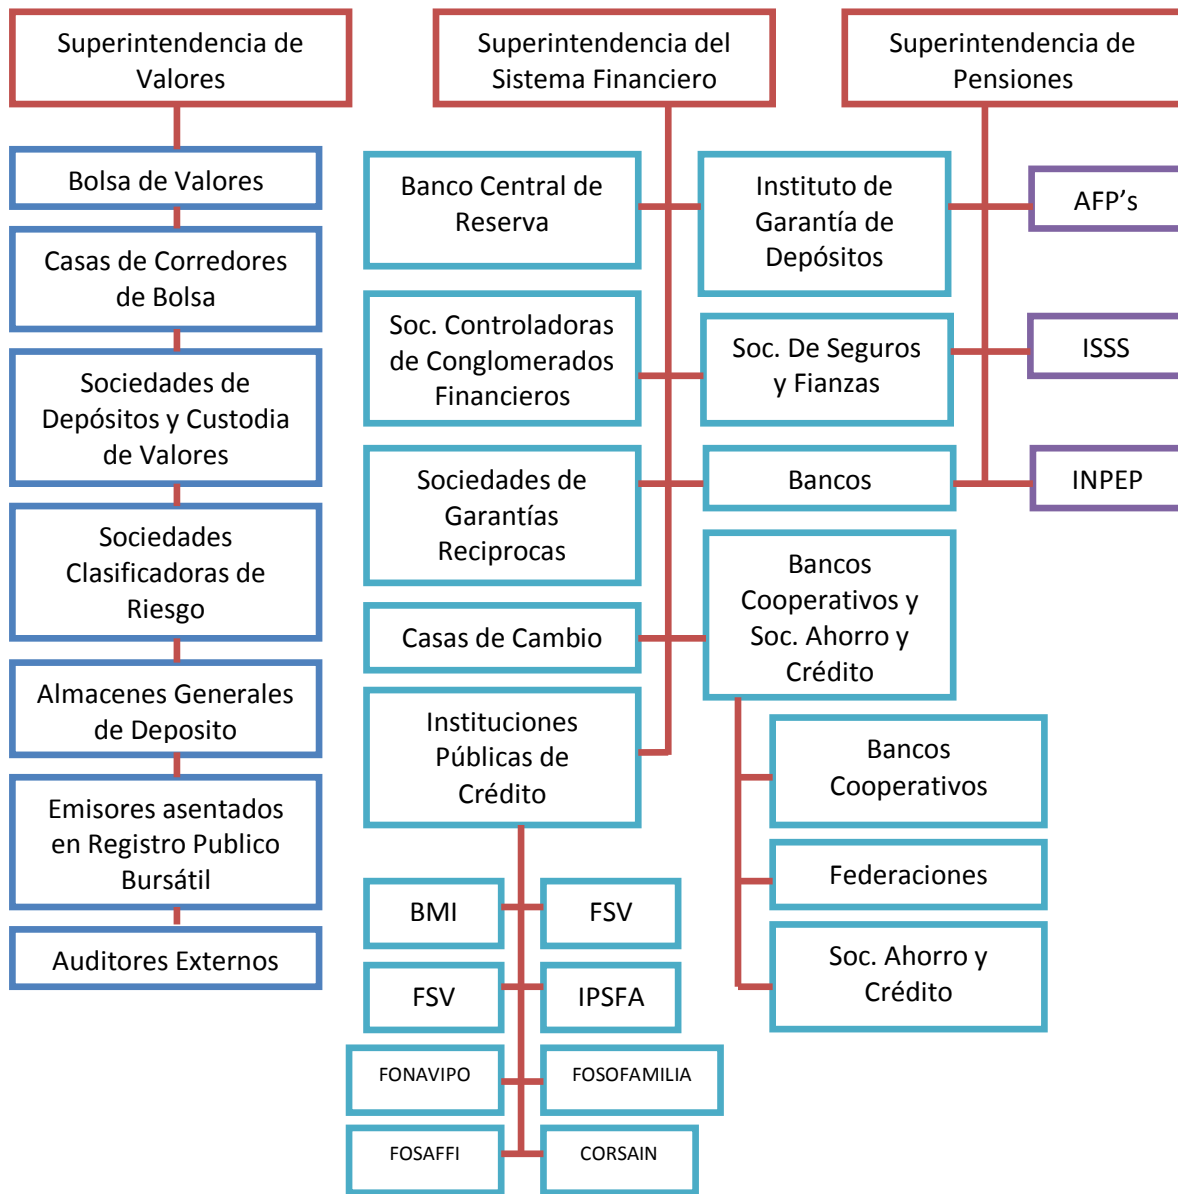 Superintendencia de
Valores
Bolsa de Valores
Casas de Corredores
de Bolsa
Sociedades de
Depósitos y Custodia
de Valores
Sociedades
Clasificadoras de
Riesgo
Almacenes Generales
de Deposito
Emisores asentados
en Registro Publico
Bursátil
Auditores Externos
Superintendencia del
Sistema Financiero
Banco Central de
Reserva
Instituto de
Garantía de
Depósitos
Soc. Controladoras
de Conglomerados
Financieros
Soc. De Seguros
y Fianzas
Sociedades de
Garantías
Reciprocas
Bancos
Casas de Cambio
Bancos
Cooperativos y
Soc. Ahorro y
Crédito
Instituciones
Públicas de
Crédito
Bancos
Cooperativos
Federaciones
Soc. Ahorro y
Crédito
BMI
FSV
FSV
IPSFA
FONAVIPO
FOSOFAMILIA
FOSAFFI
CORSAIN
Superintendencia de
Pensiones
AFP’s
ISSS
INPEP